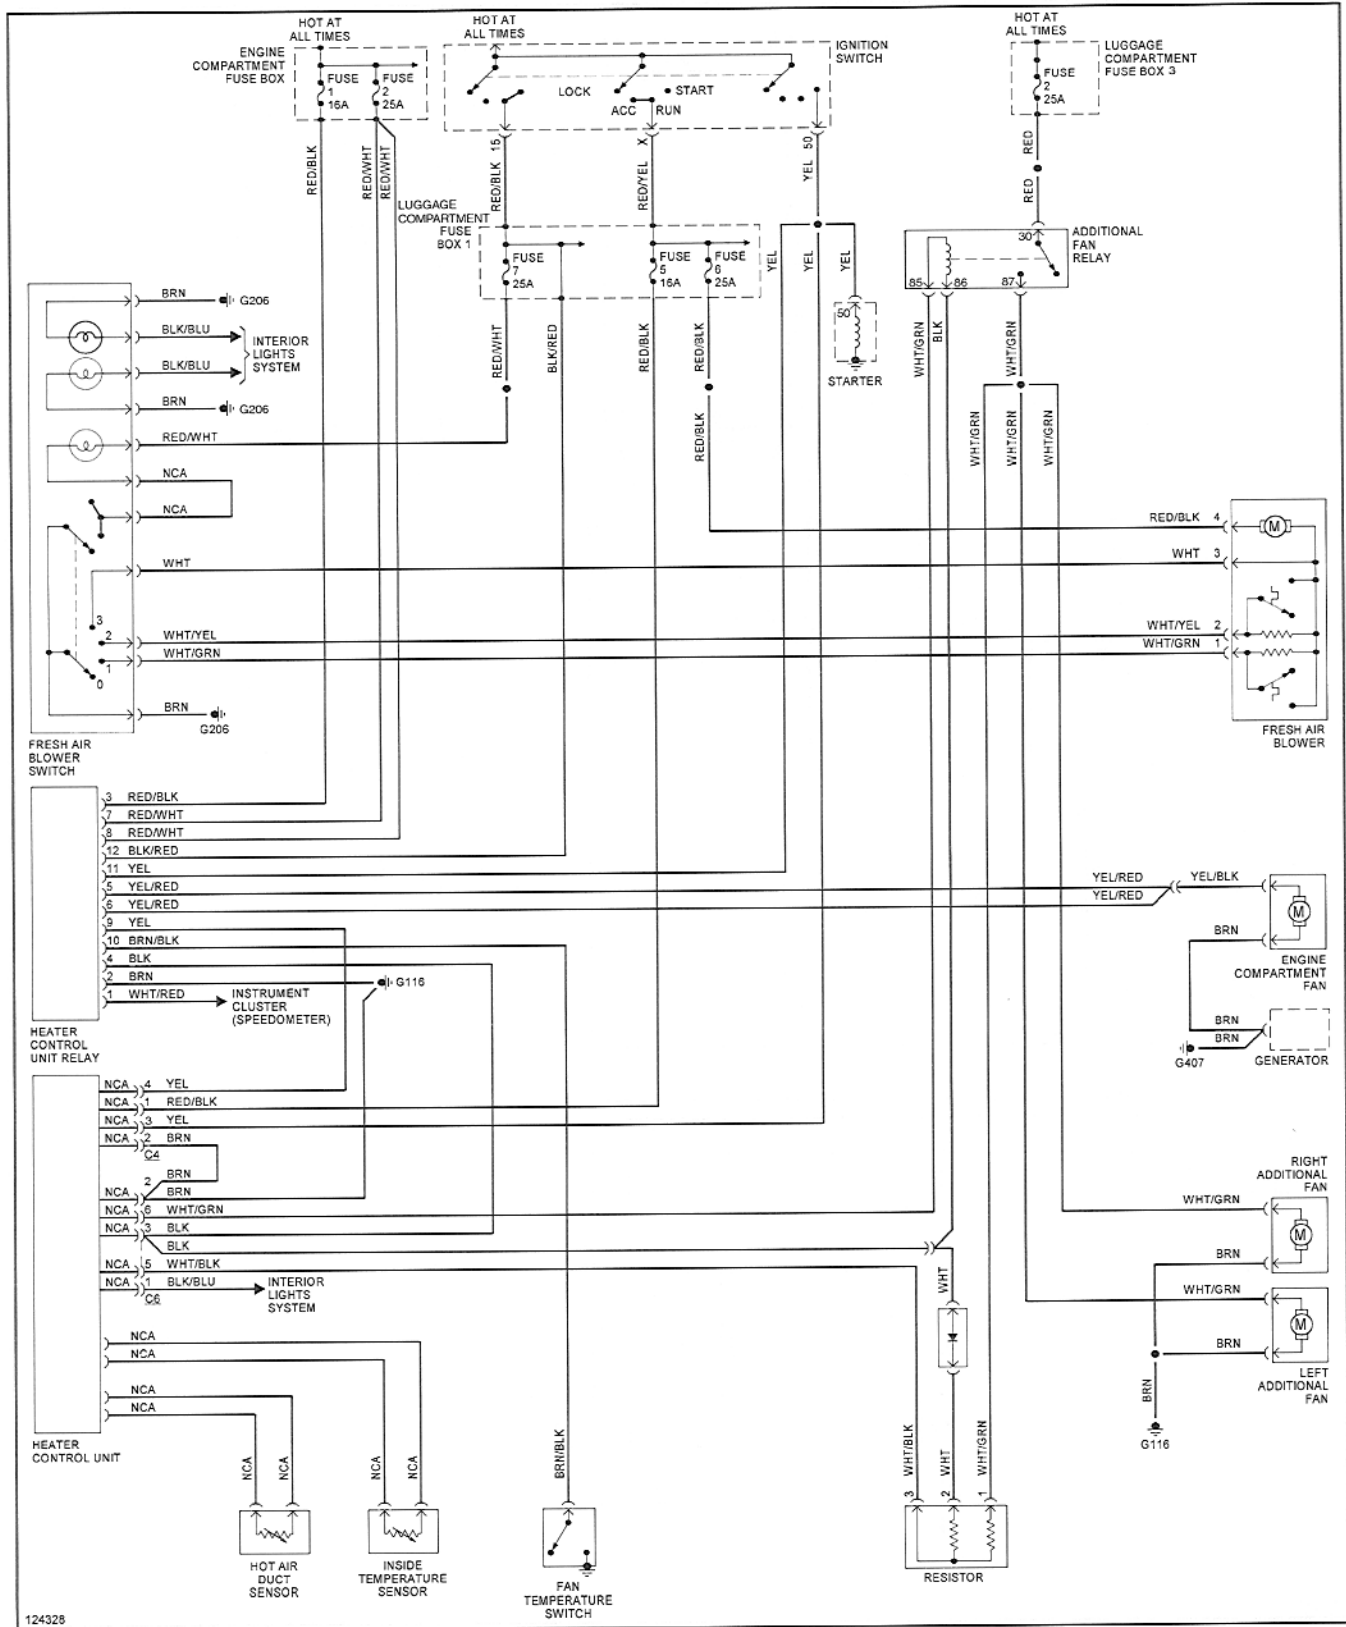 HOT AT
ALL TIMES
ENGINE
COMPARTMENT
FUSE BOX
FUSE
1
16A
FUSE
2
25A
RED/BLK
RED/WHT
RED/WHT
HOT AT
ALL TIMES
IGNITION
SWITCH
LOCK
START
ACC
RUN
15
X
50
RED/BLK
RED/YEL
YEL
HOT AT
ALL TIMES
LUGGAGE
COMPARTMENT
FUSE BOX 3
FUSE
2
25A
RED
RED
LUGGAGE
COMPARTMENT
FUSE
BOX 1
FUSE
7
25A
FUSE
5
16A
FUSE
6
25A
YEL
YEL
YEL
50
STARTER
ADDITIONAL
FAN
RELAY
30
85
86
87
WHT/GRN
BLK
WHT/GRN
WHT/GRN
WHT/GRN
WHT/GRN
RED/WHT
BLK/RED
RED/BLK
RED/BLK
RED/BLK
BRN
G206
BLK/BLU
BLK/BLU
INTERIOR
LIGHTS
SYSTEM
BRN
G206
RED/WHT
NCA
NCA
WHT
3
2
WHT/YEL
1
WHT/GRN
0
BRN
G206
FRESH AIR
BLOWER
SWITCH
RED/BLK 4
M
WHT 3
WHT/YEL 2
WHT/GRN 1
FRESH AIR
BLOWER
3 RED/BLK
7 RED/WHT
8 RED/WHT
12 BLK/RED
11 YEL
5 YEL/RED
6 YEL/RED
9 YEL
10 BRN/BLK
4 BLK
2 BRN
1 WHT/RED
G116
INSTRUMENT
CLUSTER
(SPEEDOMETER)
HEATER
CONTROL
UNIT RELAY
YEL/RED
YEL/RED
YEL/BLK
M
BRN
ENGINE
COMPARTMENT
FAN
BRN
BRN
G407
GENERATOR
NCA 4 YEL
NCA 1 RED/BLK
NCA 3 YEL
NCA 2 BRN
C4
2 BRN
NCA BRN
NCA 6 WHT/GRN
NCA 3 BLK
BLK
NCA 5 WHT/BLK
NCA 1 BLK/BLU
C6
INTERIOR
LIGHTS
SYSTEM
NCA
NCA
NCA
NCA
HEATER
CONTROL UNIT
RIGHT
ADDITIONAL
FAN
WHT/GRN
M
BRN
WHT/GRN
M
BRN
LEFT
ADDITIONAL
FAN
BRN
G116
WHT
NCA
NCA
NCA
NCA
BRN/BLK
WHT/BLK
WHT
WHT/GRN
3
2
1
HOT AIR
DUCT
SENSOR
INSIDE
TEMPERATURE
SENSOR
FAN
TEMPERATURE
SWITCH
RESISTOR
124328